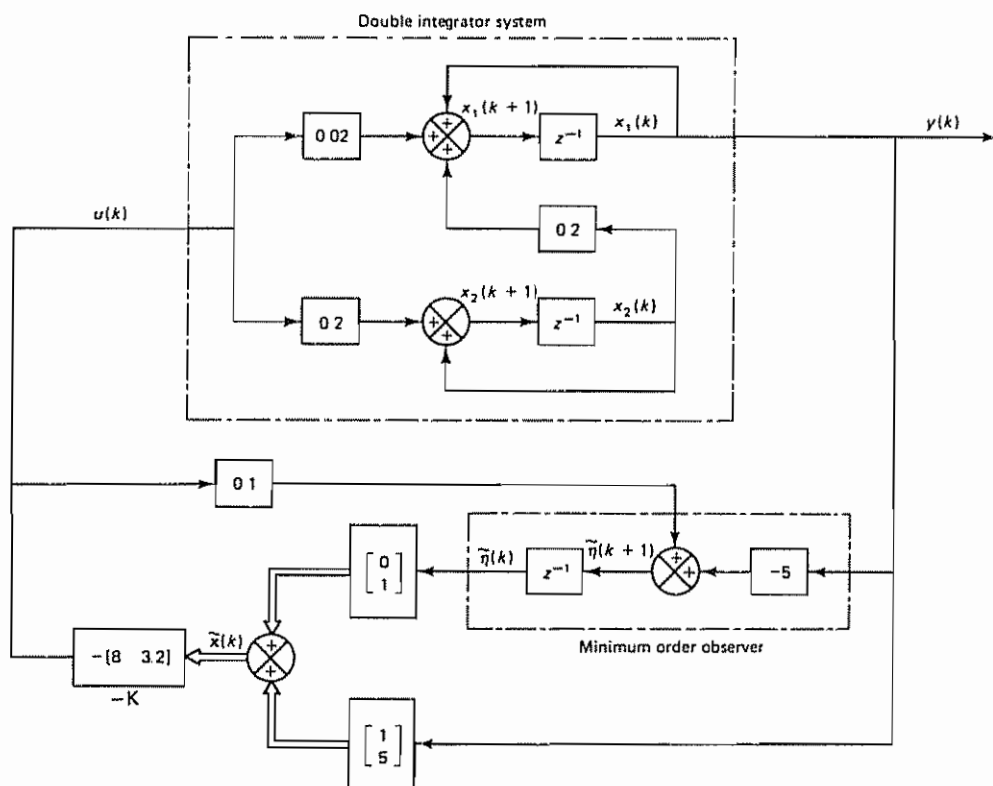 Double integrator system
+
x₁(k + 1)
x₁(k)
y(k)
0 02
+
+
z⁻¹
u(k)
0 2
x₂(k + 1)
x₂(k)
0 2
+
+
z⁻¹
0 1
[0 1]
η̃(k)
η̃(k + 1)
+
z⁻¹
+
-5
x̃(k)
+
Minimum order observer
-[8 3.2]
+
-K
[1 5]